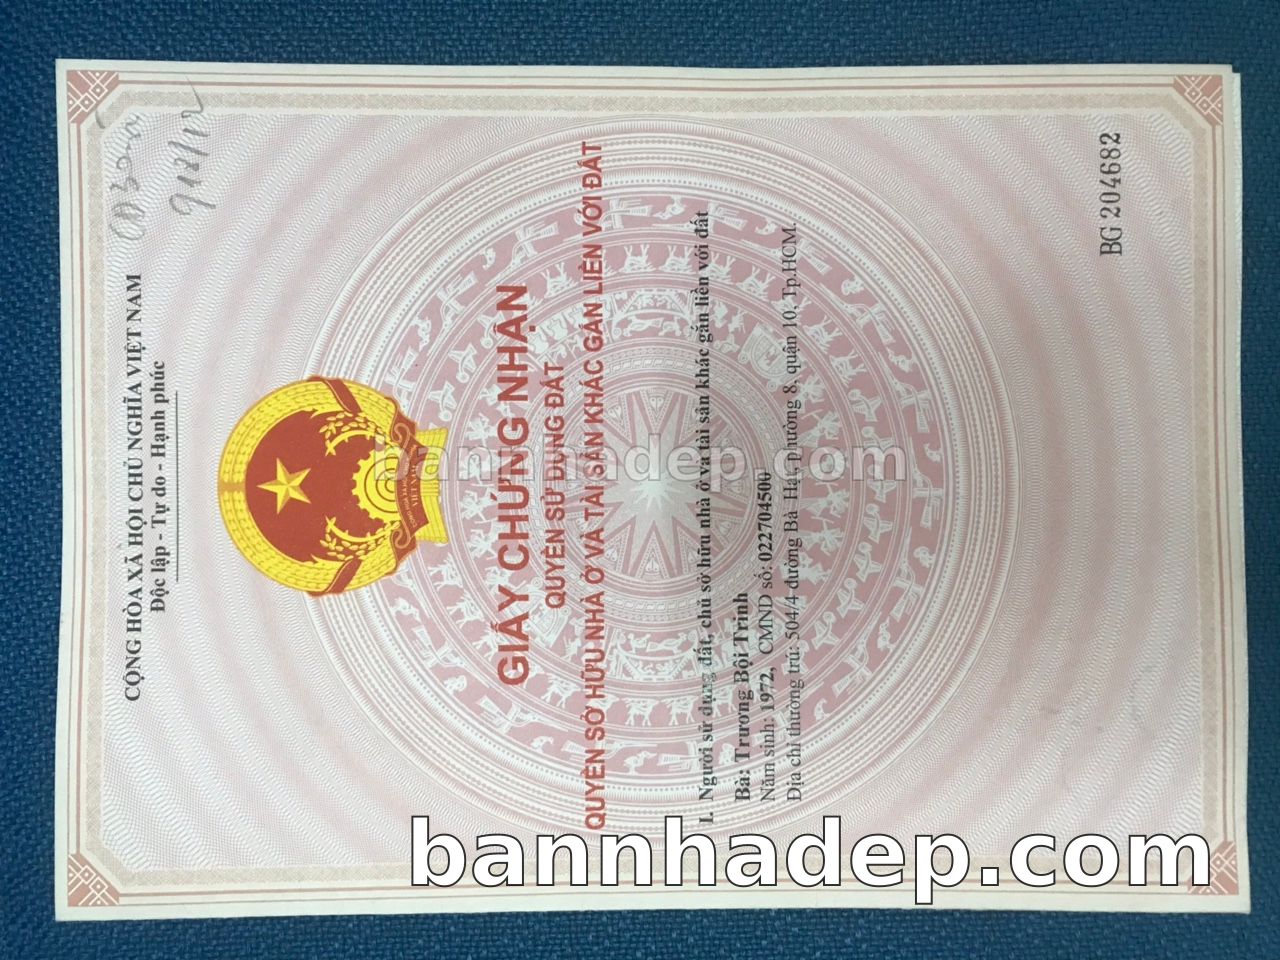 CỘNG HÒA XÃ HỘI CHỦ NGHĨA VIỆT NAM
Độc lập - Tự do - Hạnh phúc
VIỆT NAM
GIẤY CHỨNG NHẬN
QUYỀN SỬ DỤNG ĐẤT
QUYỀN SỞ HỮU NHÀ Ở VÀ TÀI SẢN KHÁC GẮN LIỀN VỚI ĐẤT
I. Người sử dụng đất, chủ sở hữu nhà ở và tài sản khác gắn liền với đất
Bà: Trương Bội Trinh
Năm sinh: 1972, CMND số: 022704500
Địa chỉ thường trú: 504/4 đường Bà Hạt, phường 8, quận 10, Tp.HCM.
BG 204682
bannhadep.com
bannhadep.com